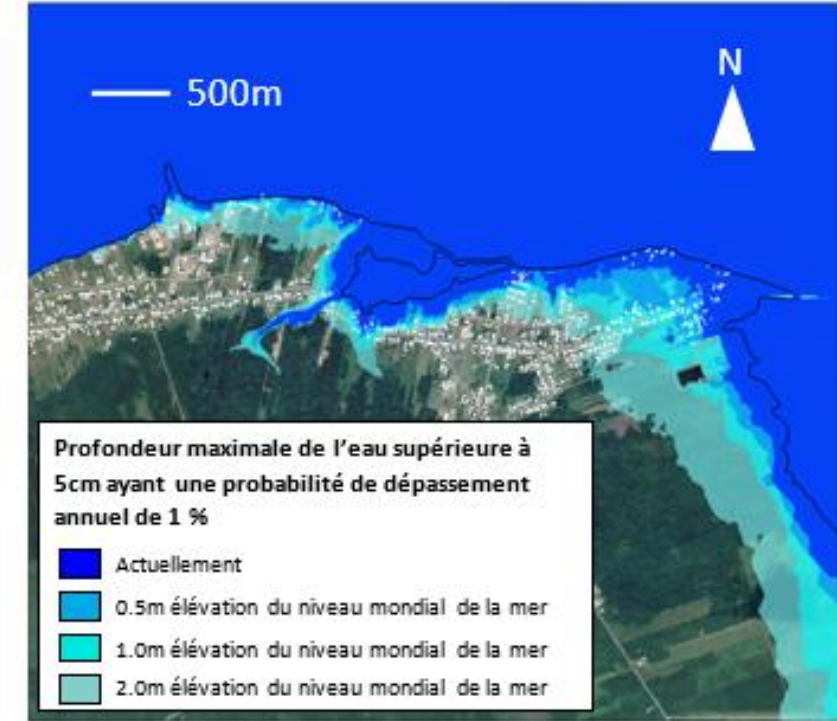 500m
N
Profondeur maximale de l'eau supérieure à
5cm ayant une probabilité de dépassement
annuel de 1 %
Actuellement
0.5m élévation du niveau mondial de la mer
1.0m élévation du niveau mondial de la mer
2.0m élévation du niveau mondial de la mer